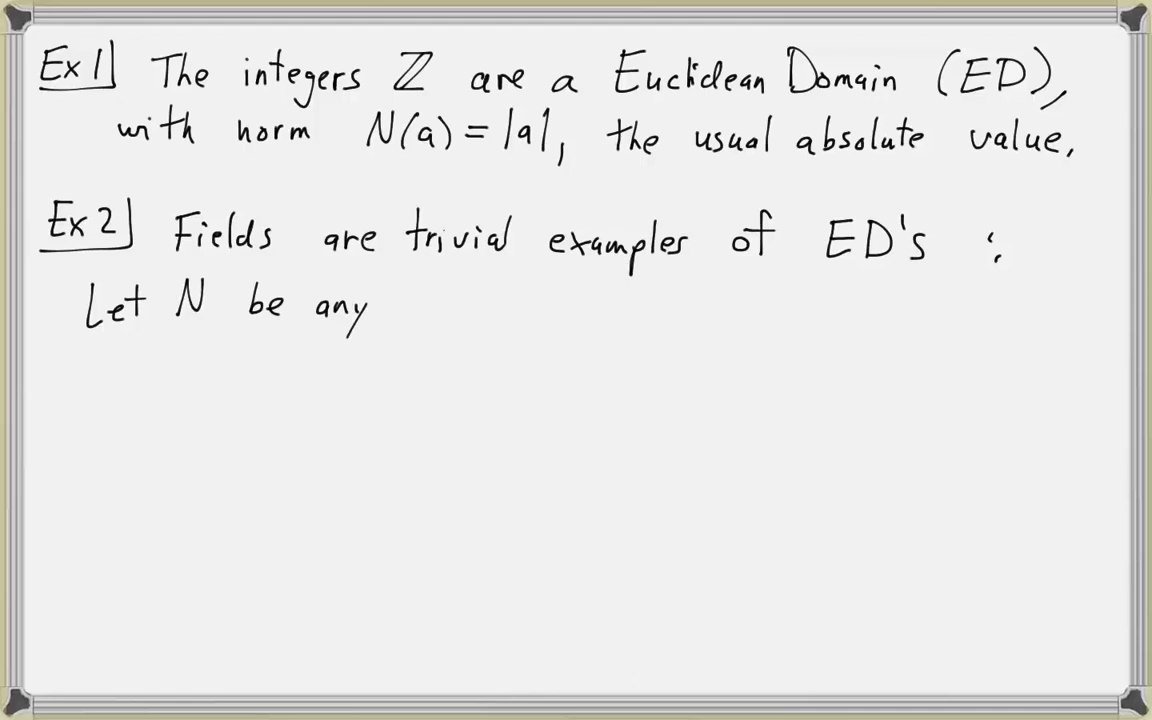 Ex 1] The integers ℤ are a Euclidean Domain (ED),
with norm N(a) = |a|, the usual absolute value.
Ex 2] Fields are trivial examples of ED's :
Let N be any